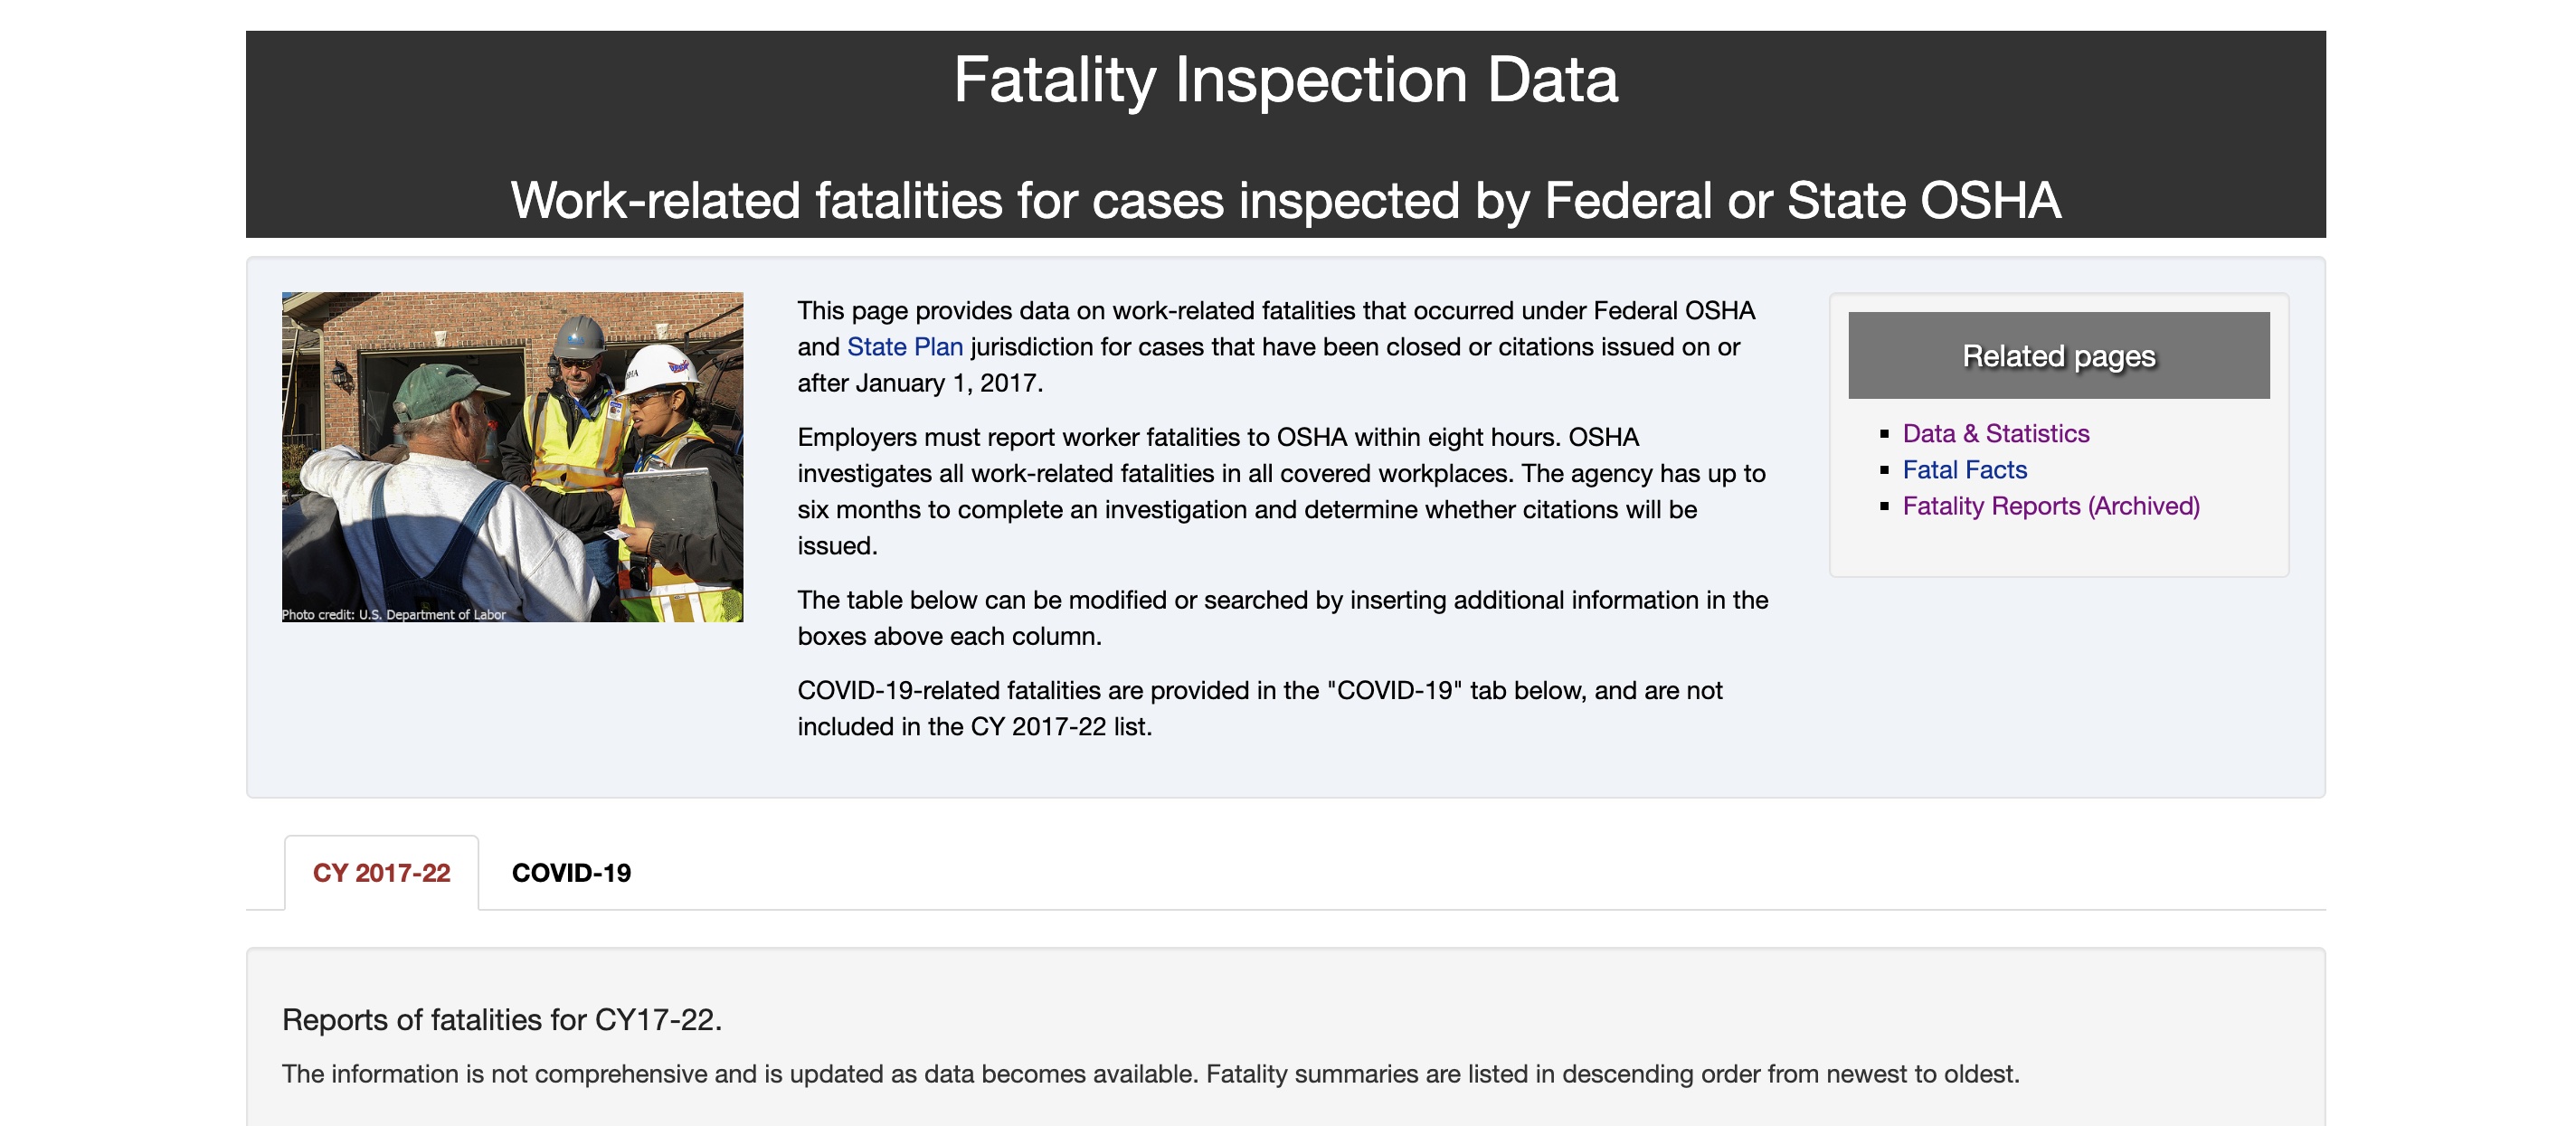 Fatality Inspection Data
Work-related fatalities for cases inspected by Federal or State OSHA
Photo credit: U.S. Department of Labor
This page provides data on work-related fatalities that occurred under Federal OSHA
and State Plan jurisdiction for cases that have been closed or citations issued on or
after January 1, 2017.
Employers must report worker fatalities to OSHA within eight hours. OSHA
investigates all work-related fatalities in all covered workplaces. The agency has up to
six months to complete an investigation and determine whether citations will be
issued.
The table below can be modified or searched by inserting additional information in the
boxes above each column.
COVID-19-related fatalities are provided in the "COVID-19" tab below, and are not
included in the CY 2017-22 list.
Related pages
Data & Statistics
Fatal Facts
Fatality Reports (Archived)
CY 2017-22
COVID-19
Reports of fatalities for CY17-22.
The information is not comprehensive and is updated as data becomes available. Fatality summaries are listed in descending order from newest to oldest.